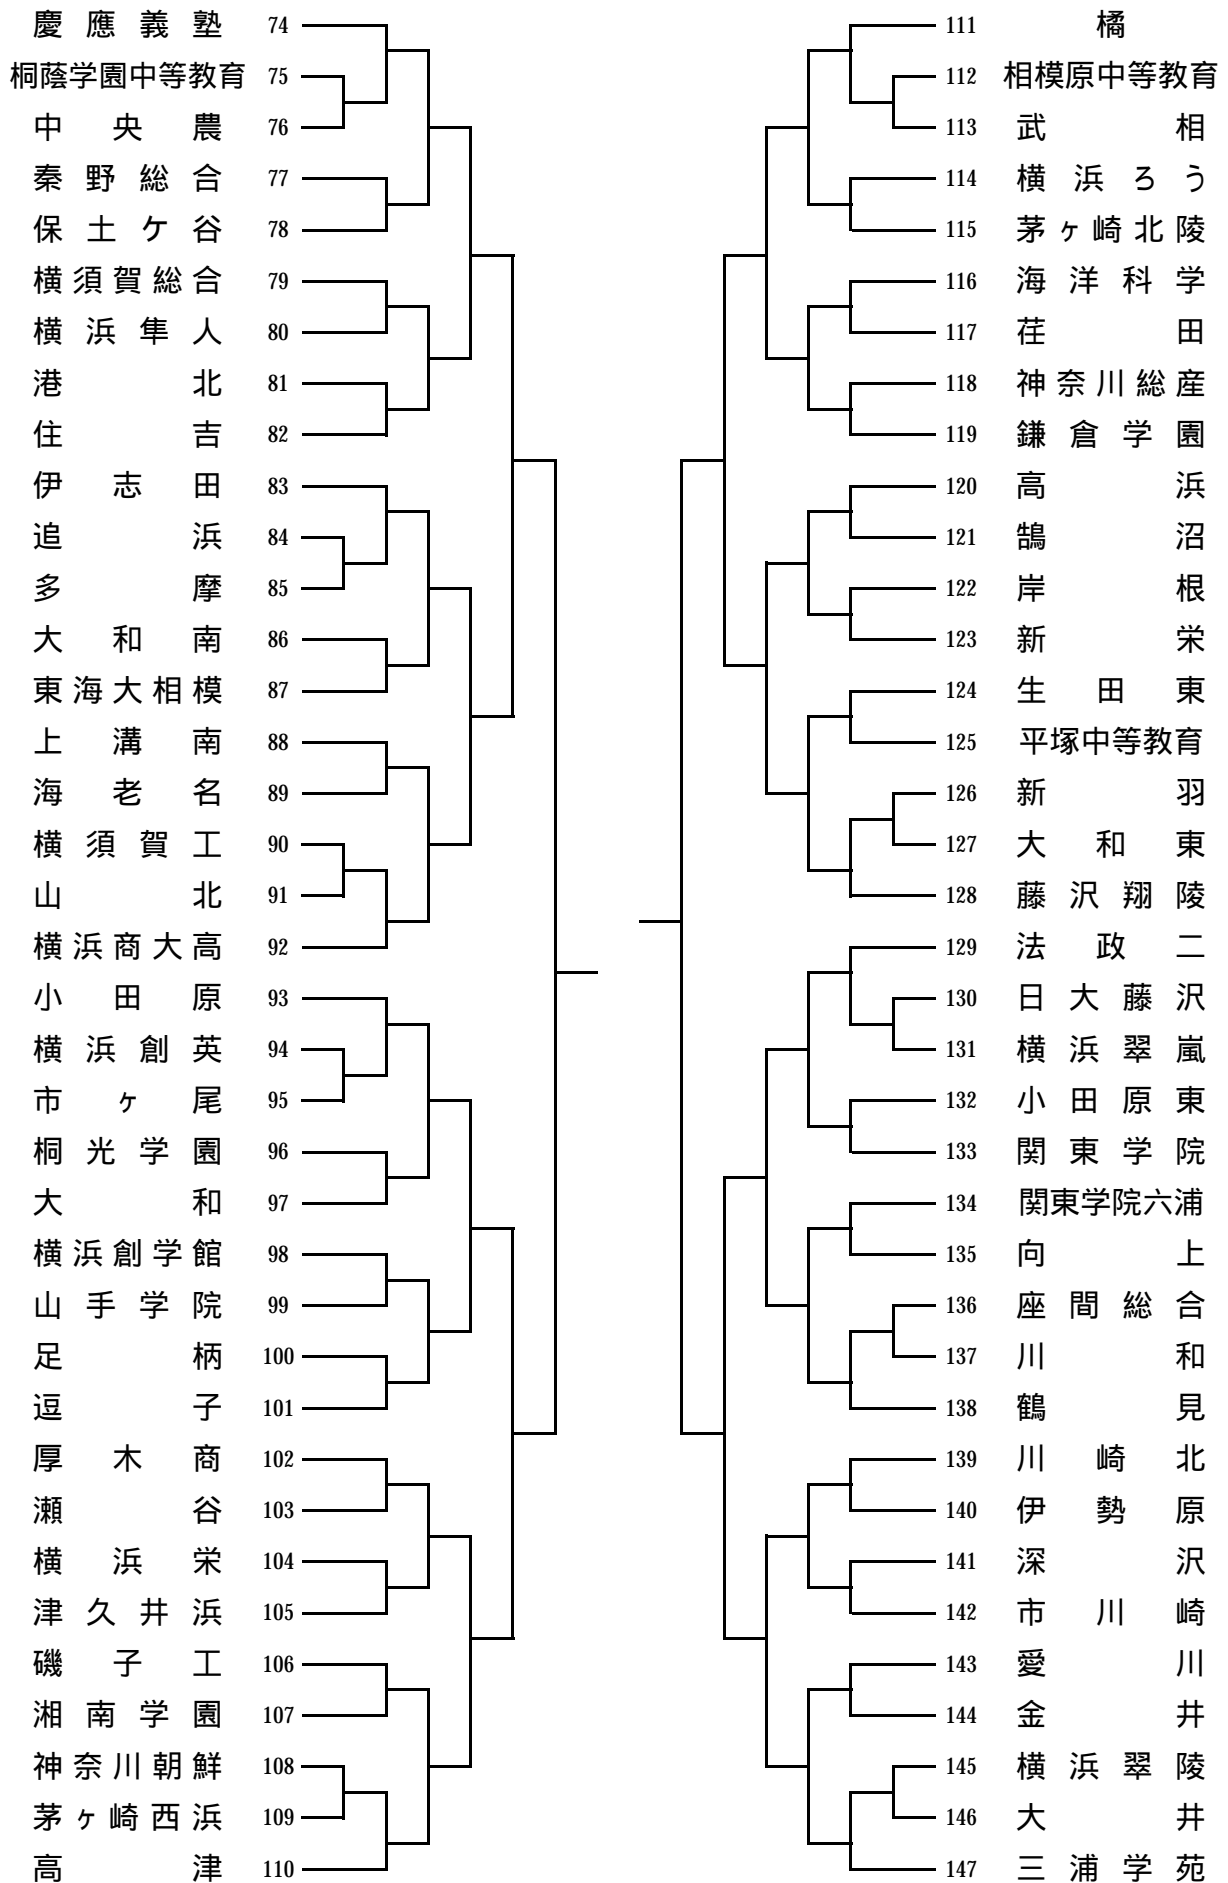 慶應義塾 74
桐蔭学園中等教育 75
中央農 76
秦野総合 77
保土ケ谷 78
横須賀総合 79
横浜隼人 80
港北 81
住吉 82
伊志田 83
追浜 84
多摩 85
大和南 86
東海大相模 87
上溝南 88
海老名 89
横須賀工 90
山北 91
横浜商大高 92
小田原 93
横浜創英 94
市ヶ尾 95
桐光学園 96
大和 97
横浜創学館 98
山手学院 99
足柄 100
逗子 101
厚木商 102
瀬谷 103
横浜栄 104
津久井浜 105
磯子工 106
湘南学園 107
神奈川朝鮮 108
茅ヶ崎西浜 109
高津 110
111 橘
112 相模原中等教育
113 武相
114 横浜ろう
115 茅ヶ崎北陵
116 海洋科学
117 荏田
118 神奈川総産
119 鎌倉学園
120 高浜
121 鵠沼
122 岸根
123 新栄
124 生田東
125 平塚中等教育
126 新羽
127 大和東
128 藤沢翔陵
129 法政二
130 日大藤沢
131 横浜翠嵐
132 小田原東
133 関東学院
134 関東学院六浦
135 向上
136 座間総合
137 川和
138 鶴見
139 川崎北
140 伊勢原
141 深沢
142 市川崎
143 愛川
144 金井
145 横浜翠陵
146 大井
147 三浦学苑